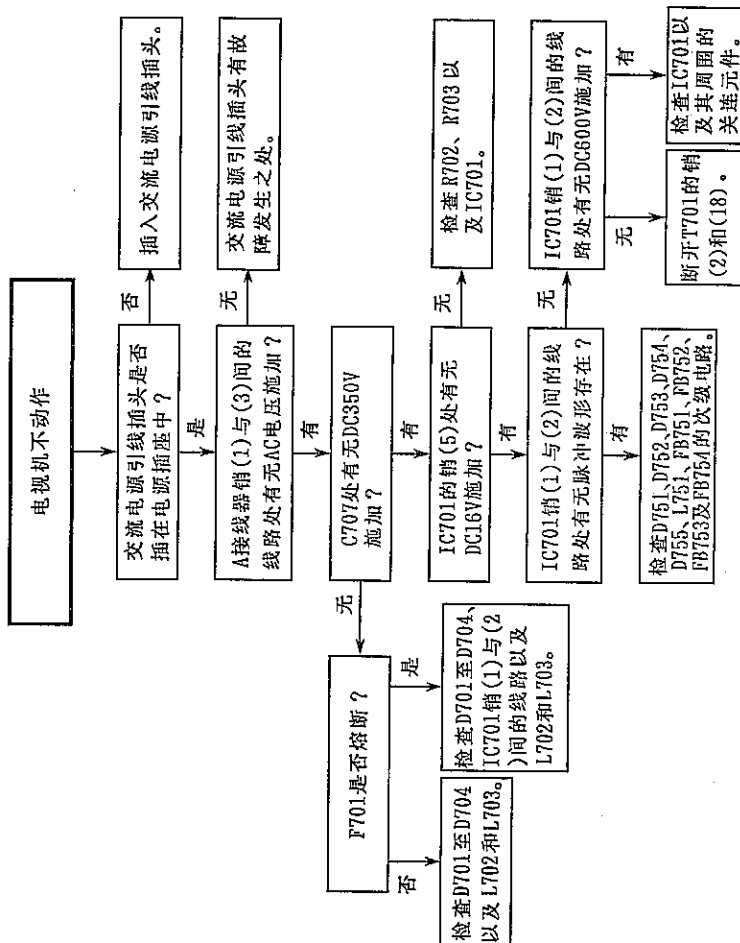 电视机不动作
交流电源引线插头是否
插在电源插座中？
否
插入交流电源引线插头。
是
A接线器销(1)与(3)间的
线路处有无AC电压施加？
无
交流电源引线插头有故
障发生之处。
有
C707处有无DC350V
施加？
无
F701是否熔断？
否
检查D701至D704
以及L702和L703。
是
检查D701至D704、
IC701销(1)与(2
)间的线路以及
L702和L703。
有
IC701的销(5)处有无
DC16V施加？
无
检查R702、R703以
及IC701。
有
IC701销(1)与(2)间的线
路处有无脉冲波形存在？
无
IC701销(1)与(2)间的线
路处有无DC600V施加？
无
断开T701的销
(2)和(18)。
有
检查IC701以
及其周围的
关连元件。
有
检查D751、D752、D753、D754、
D755、L751、FB751、FB752、
FB753及FB754的次级电路。